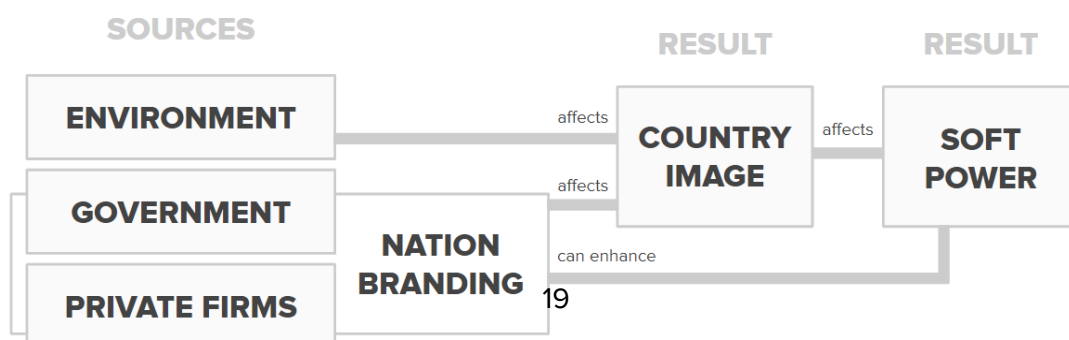 SOURCES
RESULT
RESULT
ENVIRONMENT
affects
COUNTRY
IMAGE
affects
SOFT
POWER
GOVERNMENT
affects
NATION
BRANDING
can enhance
PRIVATE FIRMS
19